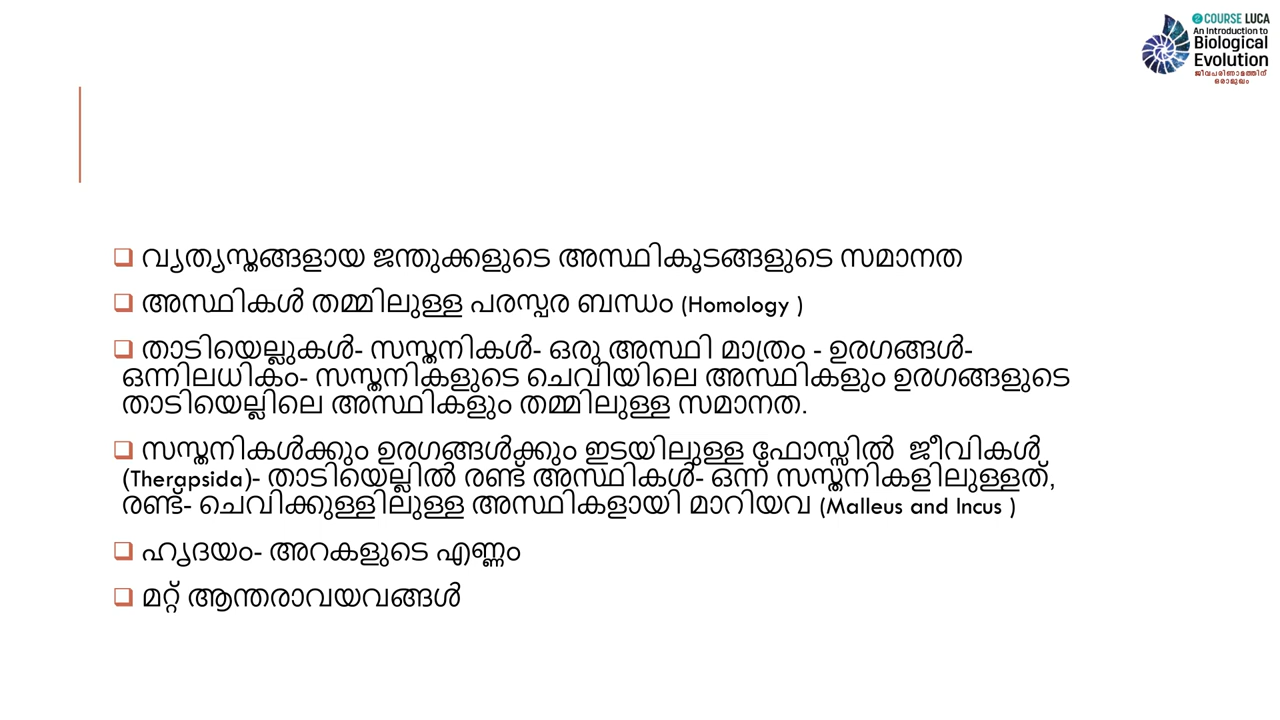 COURSE LUCA
An Introduction to
Biological
Evolution
ജീവപരിണാമത്തിന്
ഒരാമുഖം
വ്യത്യസ്തങ്ങളായ ജന്തുക്കളുടെ അസ്ഥികൂടങ്ങളുടെ സമാനത
അസ്ഥികൾ തമ്മിലുള്ള പരസ്പര ബന്ധം (Homology )
താടിയെല്ലുകൾ- സസ്തനികൾ- ഒരു അസ്ഥി മാത്രം - ഉരഗങ്ങൾ-
ഒന്നിലധികം- സസ്തനികളുടെ ചെവിയിലെ അസ്ഥികളും ഉരഗങ്ങളുടെ
താടിയെല്ലിലെ അസ്ഥികളും തമ്മിലുള്ള സമാനത.
സസ്തനികൾക്കും ഉരഗങ്ങൾക്കും ഇടയിലുള്ള ഫോസ്സിൽ ജീവികൾ
(Therapsida)- താടിയെല്ലിൽ രണ്ട് അസ്ഥികൾ- ഒന്ന് സസ്തനികളിലുള്ളത്,
രണ്ട്- ചെവിക്കുള്ളിലുള്ള അസ്ഥികളായി മാറിയവ (Malleus and Incus )
ഹൃദയം- അറകളുടെ എണ്ണം
മറ്റ് ആന്തരാവയവങ്ങൾ